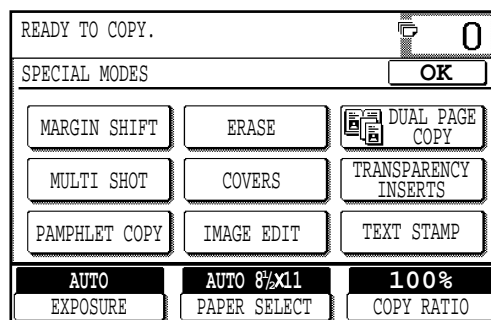 READY TO COPY. 0
SPECIAL MODES OK
MARGIN SHIFT ERASE DUAL PAGE COPY
MULTI SHOT COVERS TRANSPARENCY INSERTS
PAMPHLET COPY IMAGE EDIT TEXT STAMP
AUTO AUTO 8½X11 100%
EXPOSURE PAPER SELECT COPY RATIO